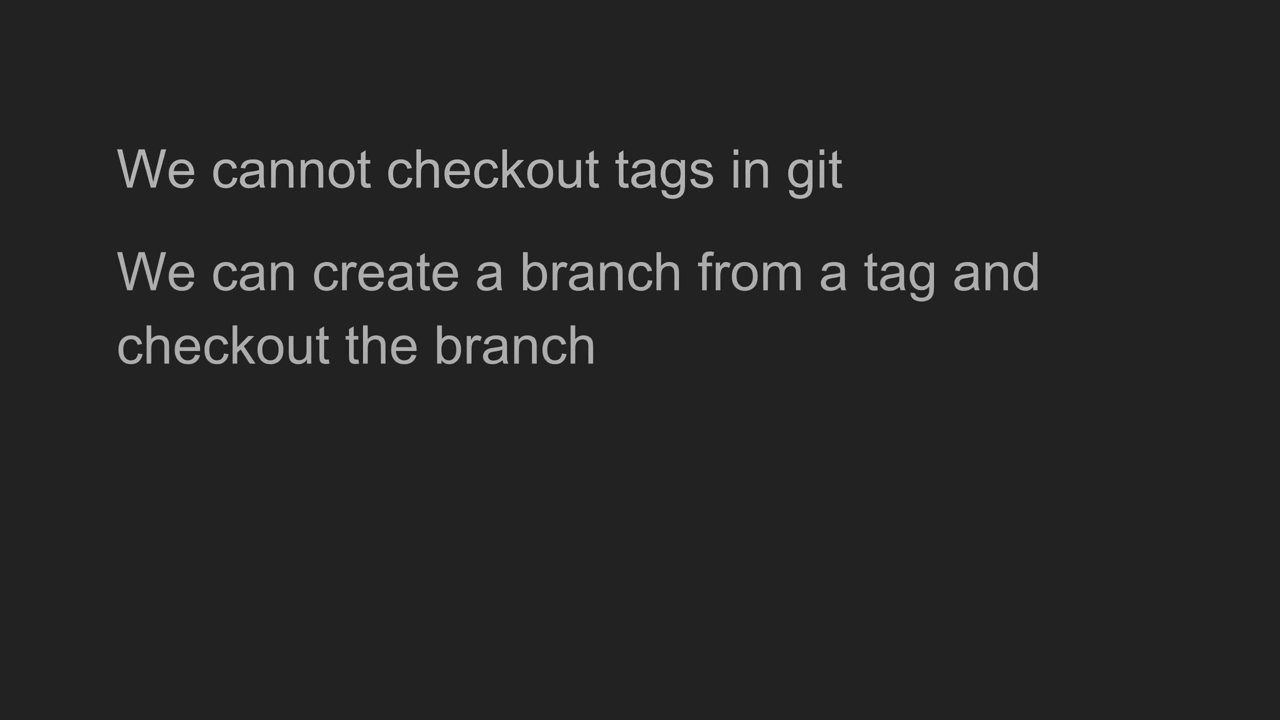 We cannot checkout tags in git
We can create a branch from a tag and
checkout the branch